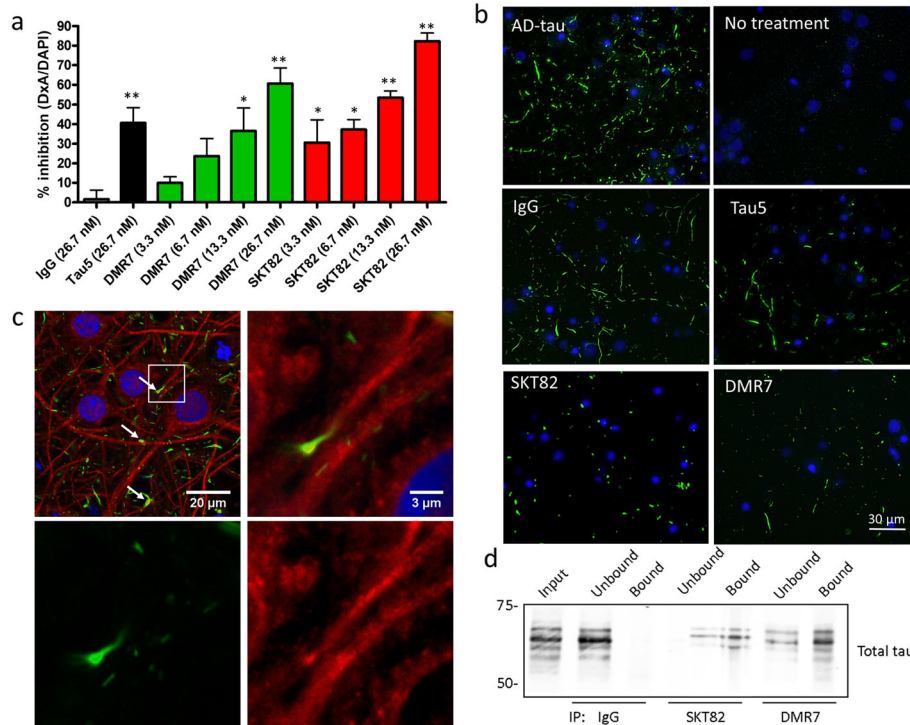 a
% inhibition (DxA/DAPI)
90
80
70
60
50
40
30
20
10
0
**
*
**
*
*
**
**
IgG (26.7 nM)
Tau5 (26.7 nM)
DMR7 (3.3 nM)
DMR7 (6.7 nM)
DMR7 (13.3 nM)
DMR7 (26.7 nM)
SKT82 (3.3 nM)
SKT82 (6.7 nM)
SKT82 (13.3 nM)
SKT82 (26.7 nM)
b
AD-tau
No treatment
IgG
Tau5
SKT82
DMR7
30 µm
c
20 µm
3 µm
d
Input
Unbound
Bound
Unbound
Bound
Unbound
Bound
75-
50-
Total tau
IP: IgG SKT82 DMR7